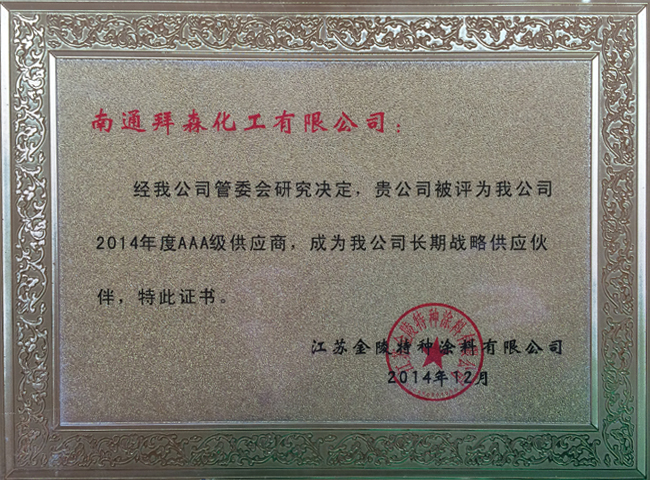 南通拜森化工有限公司：
经我公司管委会研究决定，贵公司被评为我公司
2014年度AAA级供应商，成为我公司长期战略供应伙
伴，特此证书。
江苏金陵特种涂料有限公司
2014年12月